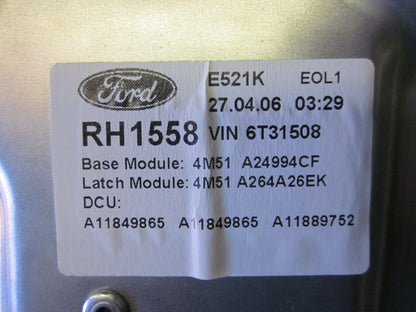 Ford E521K EOL1
27.04.06 03:29
RH1558 VIN 6T31508
Base Module: 4M51 A24994CF
Latch Module: 4M51 A264A26EK
DCU:
A11849865 A11849865 A11889752